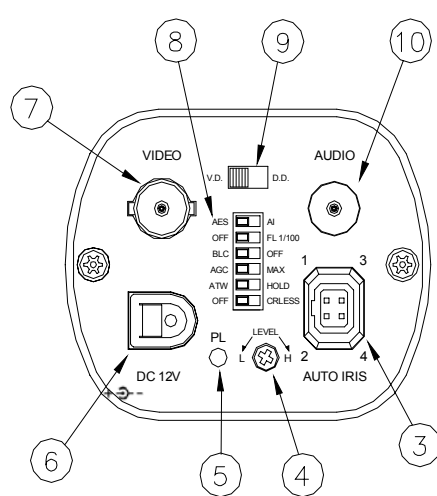 8 9 10
7
VIDEO AUDIO
V.D. D.D.
AES AI
OFF FL 1/100
BLC OFF
AGC MAX
ATW HOLD
OFF CRLESS
1 3
PL LEVEL
L H
2 4
DC 12V AUTO IRIS
6 5 4 3